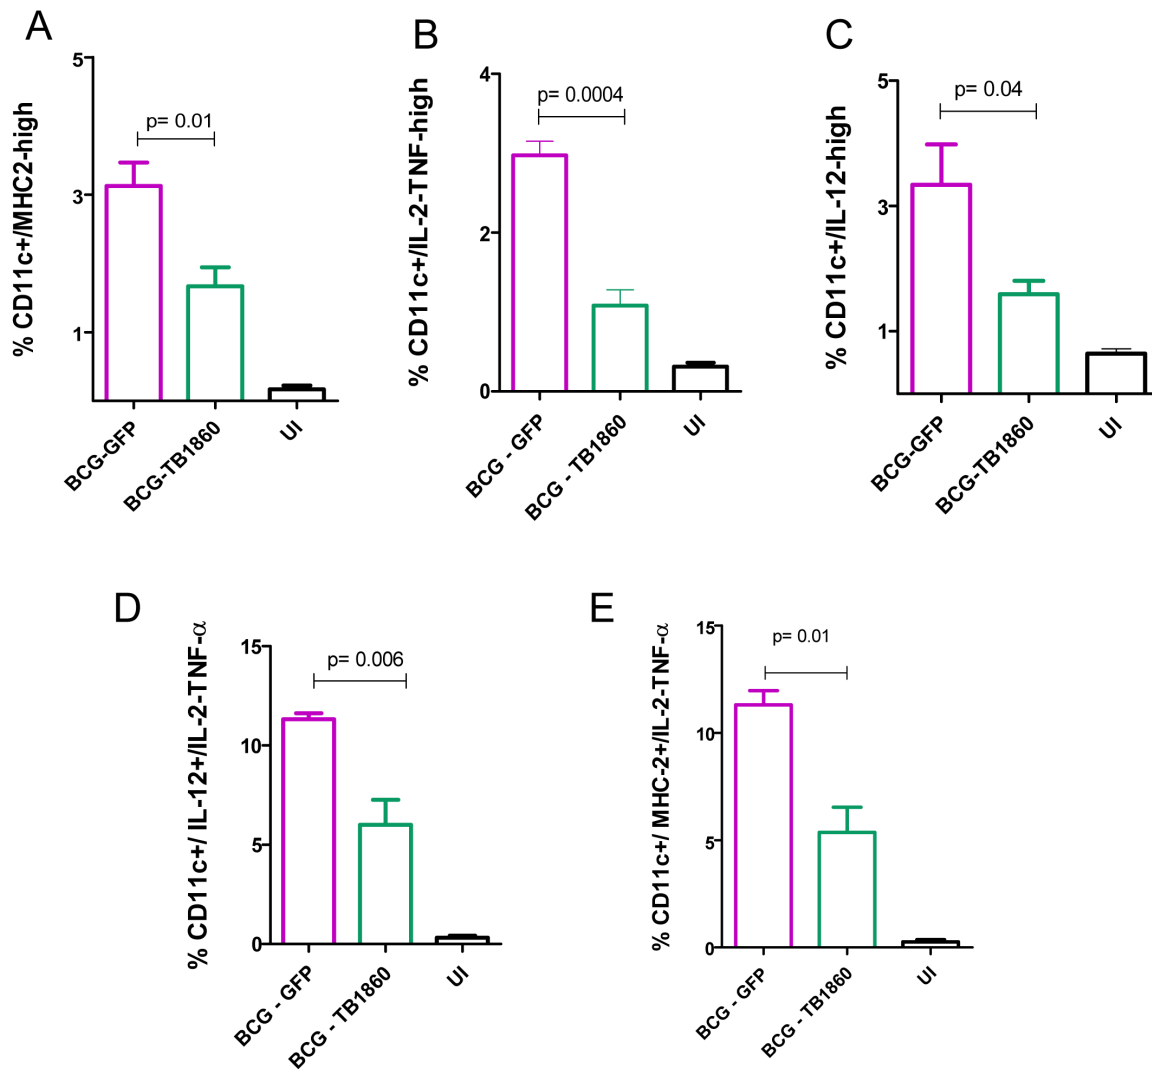 A
% CD11c+/MHC2-high
5
3
1
p= 0.01
BCG-GFP
BCG-TB1860
UI
B
% CD11c+/IL-2-TNF-high
4
2
0
p= 0.0004
BCG - GFP
BCG - TB1860
UI
C
% CD11c+/IL-12-high
5
3
1
p= 0.04
BCG-GFP
BCG-TB1860
UI
D
% CD11c+/ IL-12+/IL-2-TNF-α
15
10
5
0
p= 0.006
BCG - GFP
BCG - TB1860
UI
E
% CD11c+/ MHC-2+/IL-2-TNF-α
15
10
5
0
p= 0.01
BCG - GFP
BCG - TB1860
UI